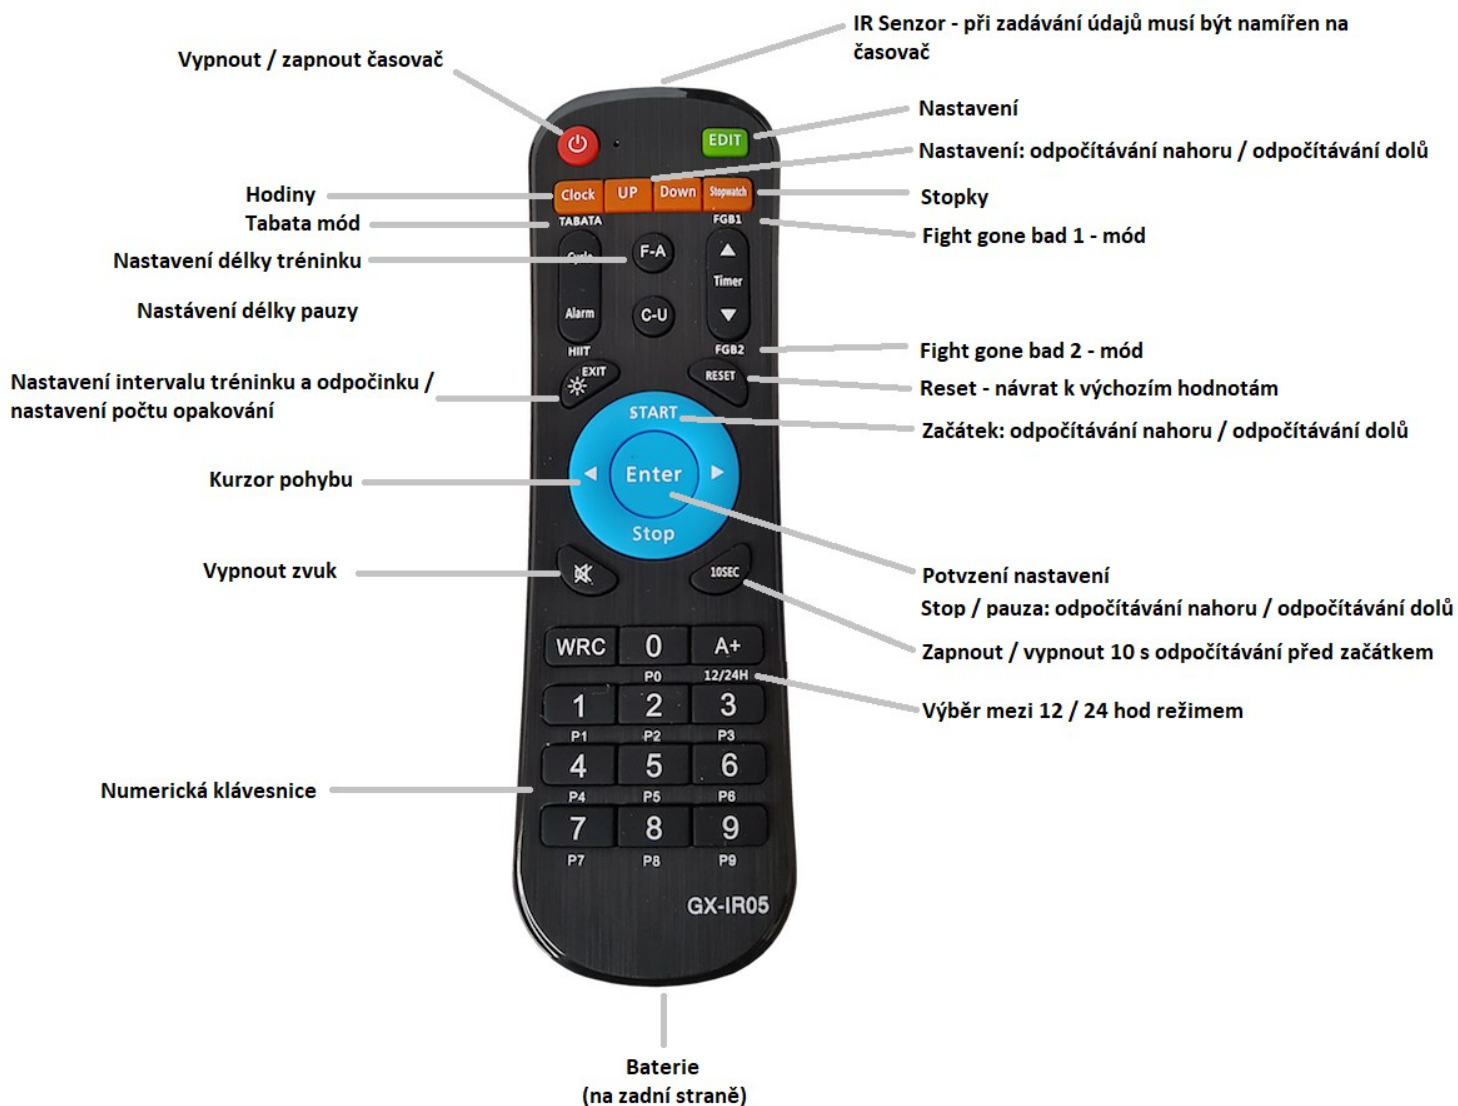 IR Senzor - při zadávání údajů musí být namířen na
časovač
Vypnout / zapnout časovač
Nastavení
Nastavení: odpočítávání nahoru / odpočítávání dolů
Hodiny
Stopky
Tabata mód
Fight gone bad 1 - mód
Nastavení délky tréninku
Nastávení délky pauzy
Fight gone bad 2 - mód
Nastavení intervalu tréninku a odpočinku /
nastavení počtu opakování
Reset - návrat k výchozím hodnotám
Začátek: odpočítávání nahoru / odpočítávání dolů
Kurzor pohybu
Vypnout zvuk
Potvzení nastavení
Stop / pauza: odpočítávání nahoru / odpočítávání dolů
Zapnout / vypnout 10 s odpočítávání před začátkem
Výběr mezi 12 / 24 hod režimem
Numerická klávesnice
Baterie
(na zadní straně)
EDIT
Clock UP Down Stopwatch
TABATA FGB1
Cycle F-A
Timer
Alarm C-U
HIIT FGB2
EXIT RESET
START
Enter
Stop
10SEC
WRC 0 A+
P0 12/24H
1 2 3
P1 P2 P3
4 5 6
P4 P5 P6
7 8 9
P7 P8 P9
GX-IR05